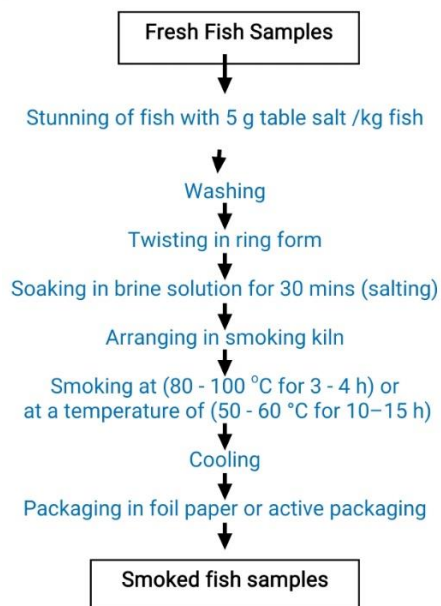 Fresh Fish Samples
Stunning of fish with 5 g table salt /kg fish
Washing
Twisting in ring form
Soaking in brine solution for 30 mins (salting)
Arranging in smoking kiln
Smoking at (80 - 100 °C for 3 - 4 h) or
at a temperature of (50 - 60 °C for 10–15 h)
Cooling
Packaging in foil paper or active packaging
Smoked fish samples